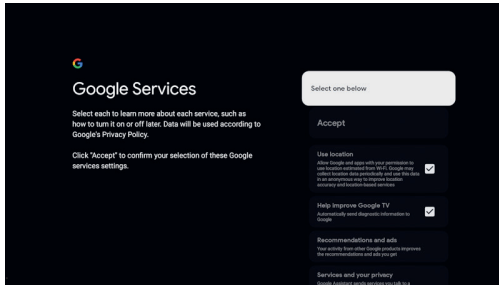 Google Services
Select each to learn more about each service, such as
how to turn it on or off later. Data will be used according to
Google's Privacy Policy.
Click "Accept" to confirm your selection of these Google
services settings.
Select one below
Accept
Use location
Allow Google and apps with your permission to
use location estimated from Wi-Fi. Google may
collect location data periodically and use this data
in an anonymous way to improve location
accuracy and location-based services
Help improve Google TV
Automatically send diagnostic information to
Google
Recommendations and ads
Your activity from other Google products improves
the recommendations and ads you get
Services and your privacy
Google Assistant sends services you talk to a